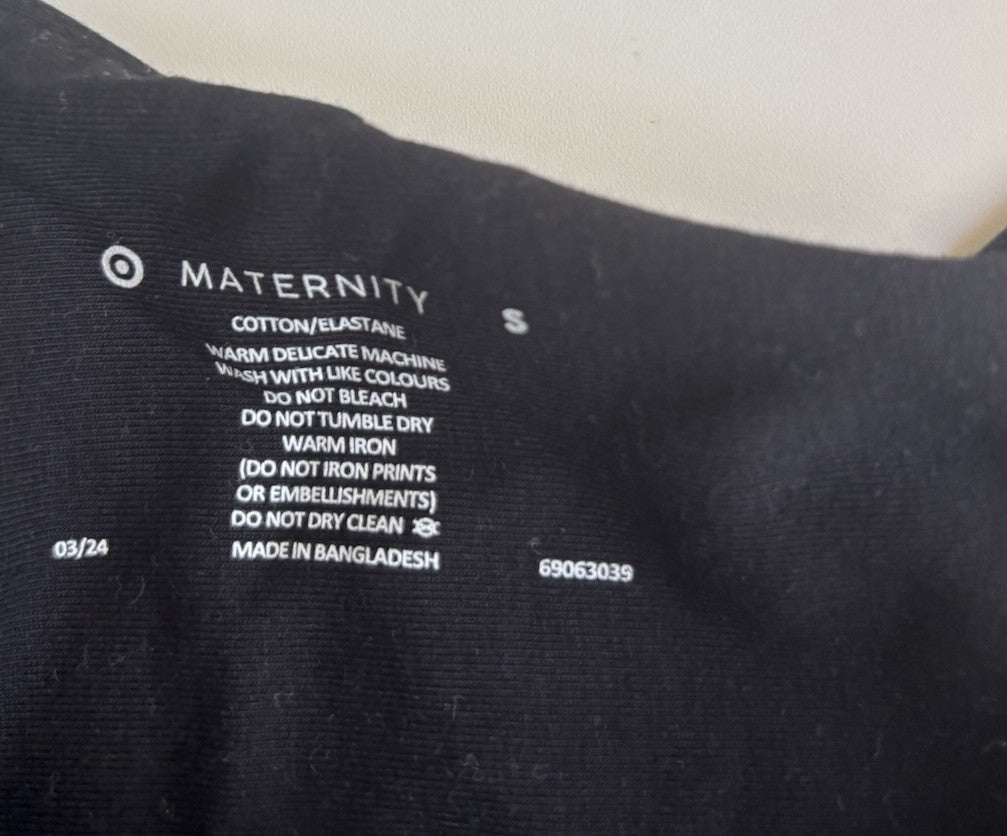 MATERNITY
S
COTTON/ELASTANE
WARM DELICATE MACHINE
WASH WITH LIKE COLOURS
DO NOT BLEACH
DO NOT TUMBLE DRY
WARM IRON
(DO NOT IRON PRINTS
OR EMBELLISHMENTS)
DO NOT DRY CLEAN
03/24
MADE IN BANGLADESH
69063039